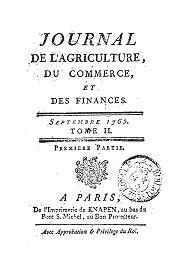 JOURNAL
DE L'AGRICULTURE,
DU COMMERCE,
ET
DES FINANCES.
SEPTEMBRE 1765.
TOME II.
PREMIERE PARTIE.
A PARIS,
De l'Imprimerie de KNAPEN, au bas du
Pont S. Michel, au Bon Protecteur.
Avec Approbation & Privilege du Roi.